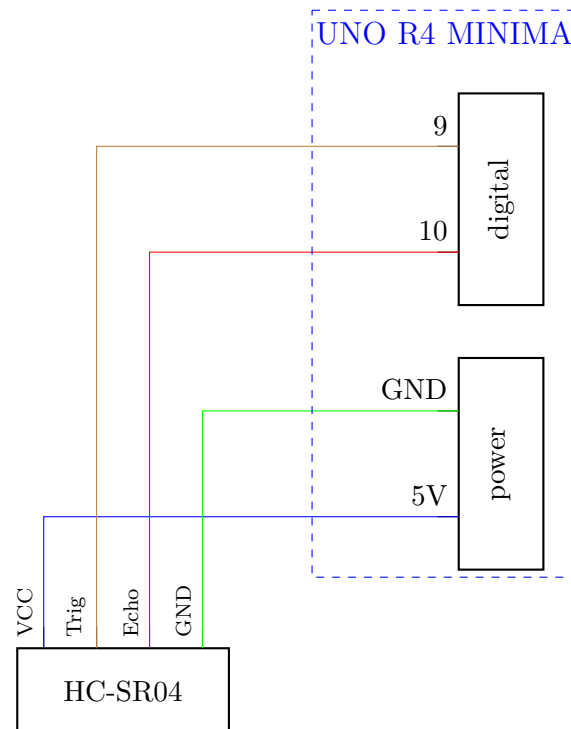 UNO R4 MINIMA
9
digital
10
GND
power
5V
VCC
Trig
Echo
GND
HC-SR04